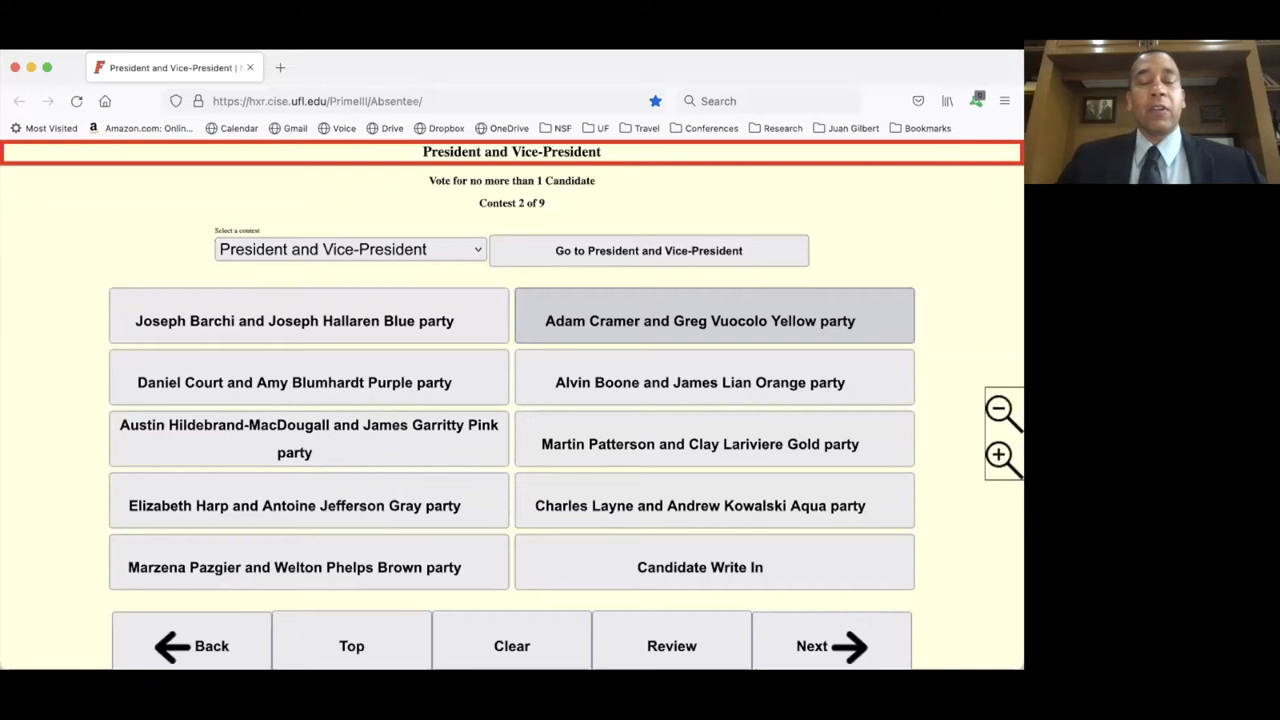 President and Vice-President |
https://hxr.cise.ufl.edu/PrimeIII/Absentee/
Search
0
Most Visited
Amazon.com: Onlin...
Calendar
Gmail
Voice
Drive
Dropbox
OneDrive
NSF
UF
Travel
Conferences
Research
Juan Gilbert
Bookmarks
President and Vice-President
Vote for no more than 1 Candidate
Contest 2 of 9
Select a contest
President and Vice-President
Go to President and Vice-President
Joseph Barchi and Joseph Hallaren Blue party
Adam Cramer and Greg Vuocolo Yellow party
Daniel Court and Amy Blumhardt Purple party
Alvin Boone and James Lian Orange party
Austin Hildebrand-MacDougall and James Garritty Pink
party
Martin Patterson and Clay Lariviere Gold party
Elizabeth Harp and Antoine Jefferson Gray party
Charles Layne and Andrew Kowalski Aqua party
Marzena Pazgier and Welton Phelps Brown party
Candidate Write In
Back
Top
Clear
Review
Next